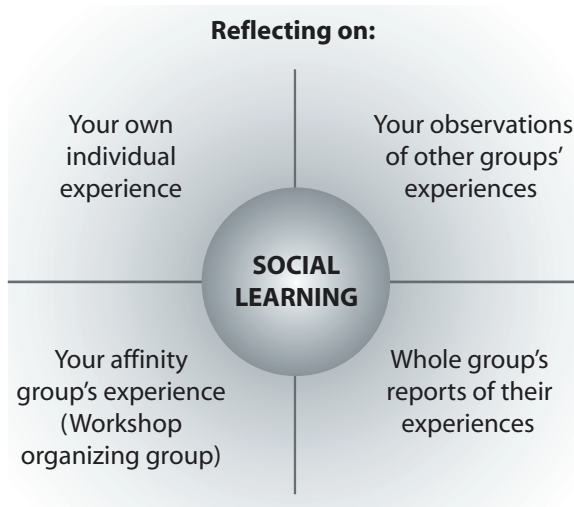 Reflecting on:
Your own
individual
experience
Your observations
of other groups’
experiences
SOCIAL
LEARNING
Your affinity
group’s experience
(Workshop
organizing group)
Whole group’s
reports of their
experiences